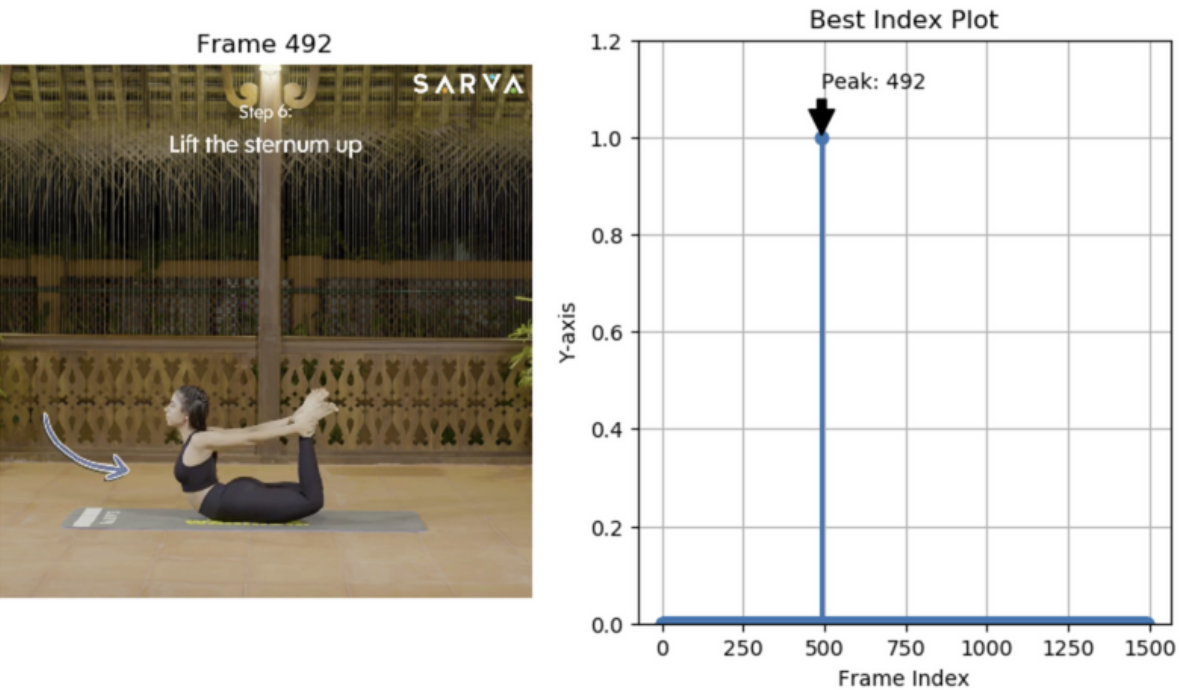 Frame 492
SARVA
Step 6:
Lift the sternum up
Best Index Plot
Peak: 492
1.2
1.0
0.8
0.6
0.4
0.2
0.0
Y-axis
0 250 500 750 1000 1250 1500
Frame Index